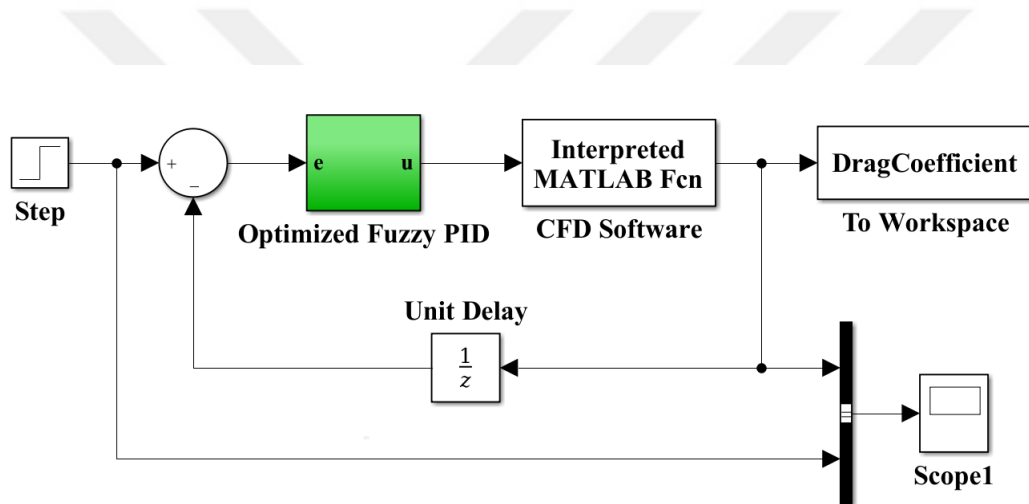 +
−
e
u
Interpreted
MATLAB Fcn
DragCoefficient
Step
Optimized Fuzzy PID
CFD Software
To Workspace
Unit Delay
1
z
Scope1